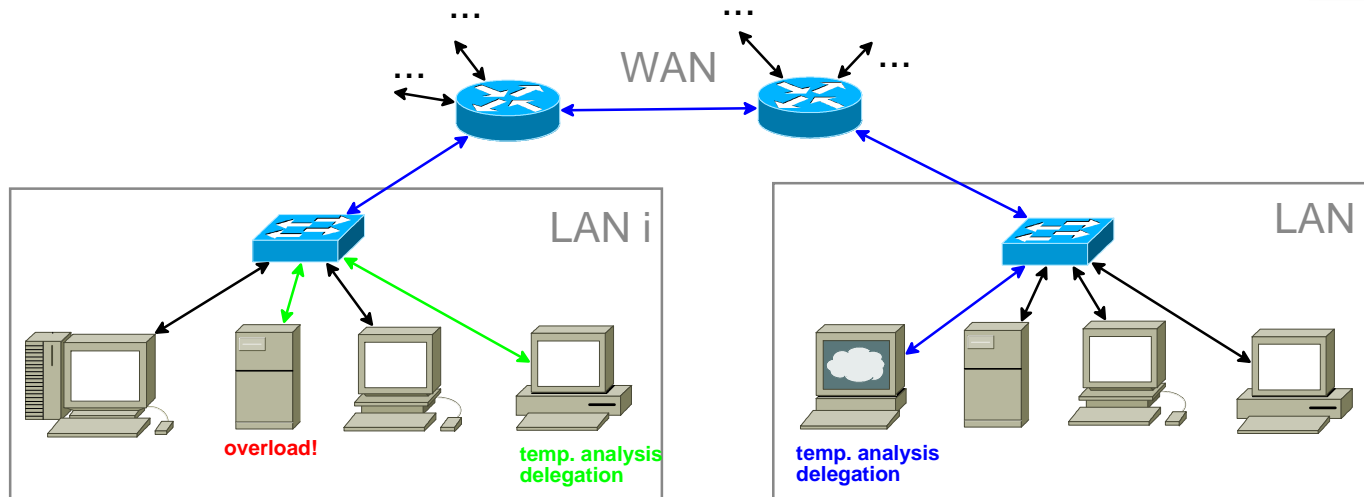 ...
...
...
...
WAN
LAN i
LAN
overload!
temp. analysis
delegation
temp. analysis
delegation